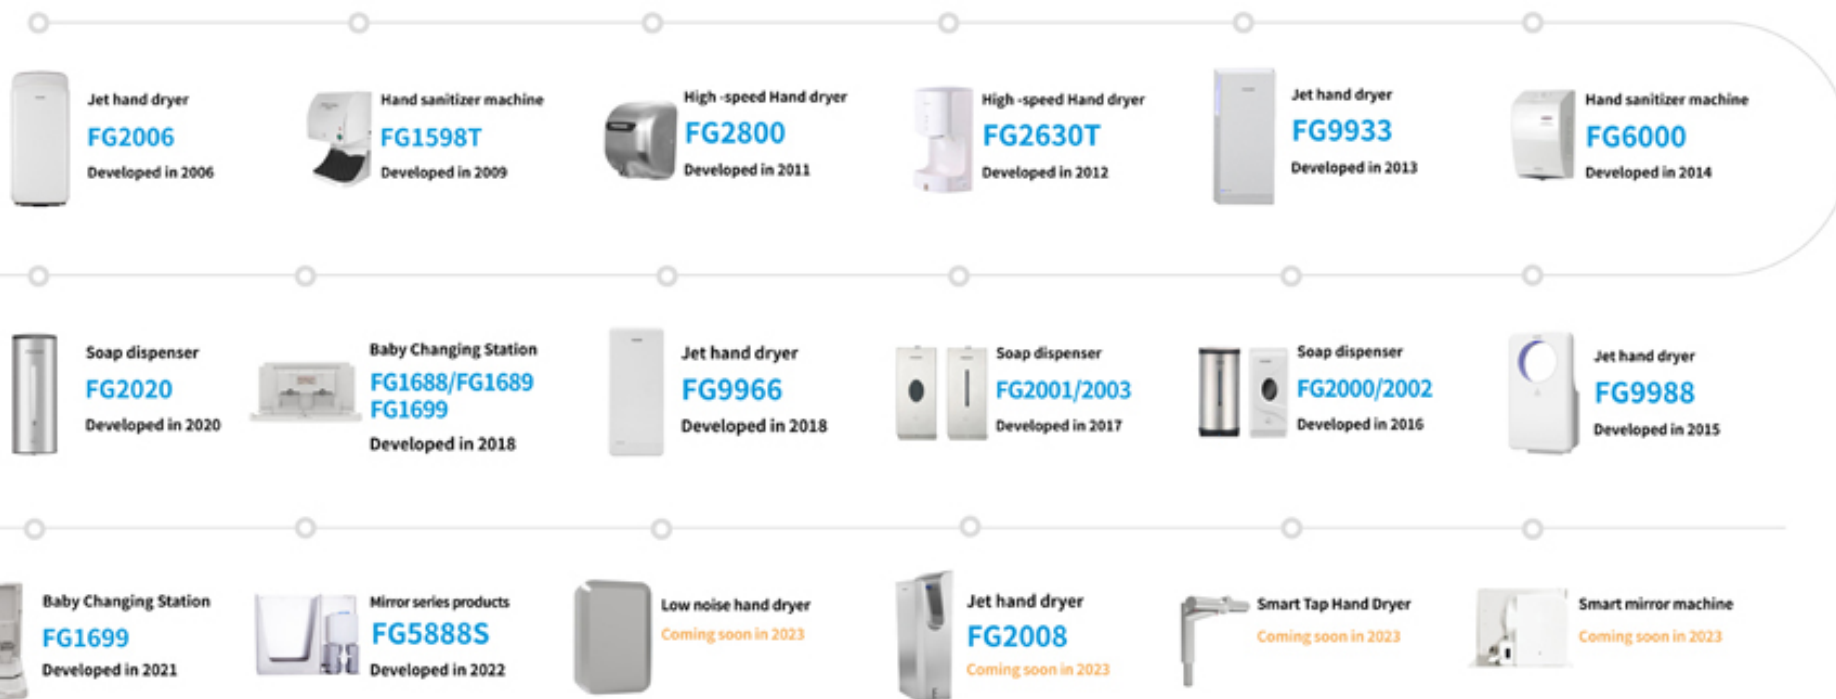 Jet hand dryer
FG2006
Developed in 2006
Hand sanitizer machine
FG1598T
Developed in 2009
High -speed Hand dryer
FG2800
Developed in 2011
High -speed Hand dryer
FG2630T
Developed in 2012
Jet hand dryer
FG9933
Developed in 2013
Hand sanitizer machine
FG6000
Developed in 2014
Soap dispenser
FG2020
Developed in 2020
Baby Changing Station
FG1688/FG1689
FG1699
Developed in 2018
Jet hand dryer
FG9966
Developed in 2018
Soap dispenser
FG2001/2003
Developed in 2017
Soap dispenser
FG2000/2002
Developed in 2016
Jet hand dryer
FG9988
Developed in 2015
Baby Changing Station
FG1699
Developed in 2021
Mirror series products
FG5888S
Developed in 2022
Low noise hand dryer
Coming soon in 2023
Jet hand dryer
FG2008
Coming soon in 2023
Smart Tap Hand Dryer
Coming soon in 2023
Smart mirror machine
Coming soon in 2023